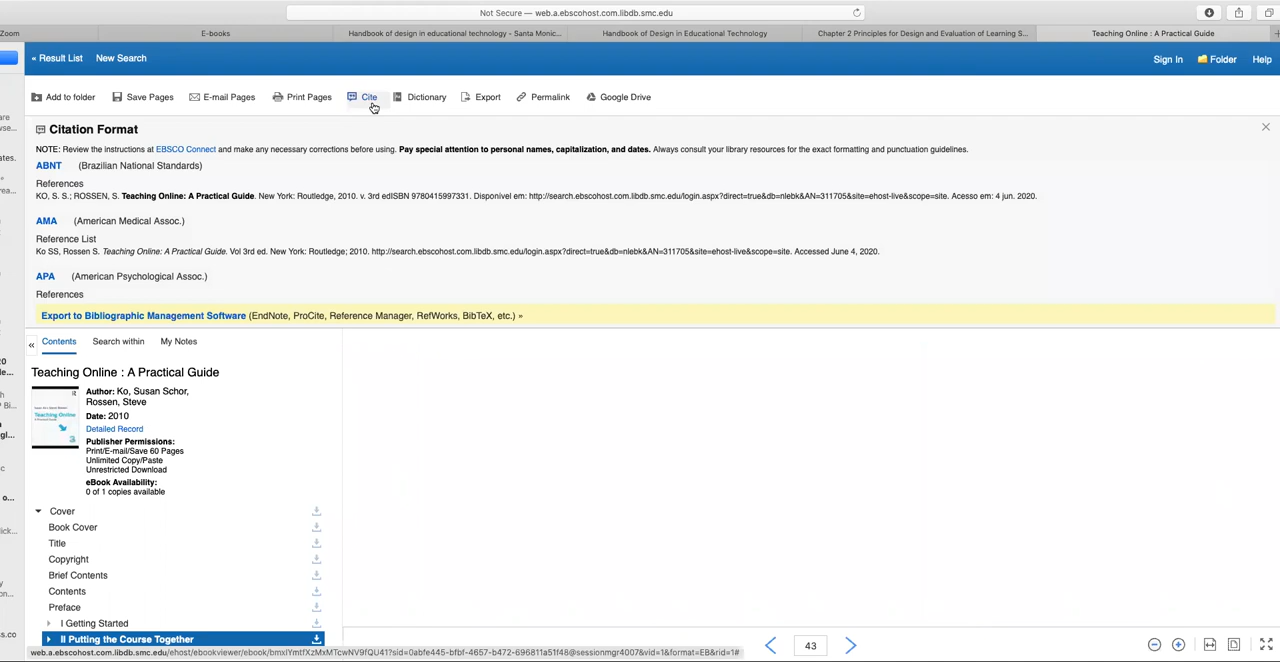 Not Secure — web.a.ebscohost.com.libdb.smc.edu
Zoom
E-books
Handbook of design in educational technology - Santa Monic...
Handbook of Design in Educational Technology
Chapter 2 Principles for Design and Evaluation of Learning S...
Teaching Online : A Practical Guide
« Result List
New Search
Sign In
Folder
Help
Add to folder
Save Pages
E-mail Pages
Print Pages
Cite
Dictionary
Export
Permalink
Google Drive
Citation Format
NOTE: Review the instructions at EBSCO Connect and make any necessary corrections before using. Pay special attention to personal names, capitalization, and dates. Always consult your library resources for the exact formatting and punctuation guidelines.
ABNT (Brazilian National Standards)
References
KO, S. S.; ROSSEN, S. Teaching Online: A Practical Guide. New York: Routledge, 2010. v. 3rd edISBN 9780415997331. Disponível em: http://search.ebscohost.com.libdb.smc.edu/login.aspx?direct=true&db=nlebk&AN=311705&site=ehost-live&scope=site. Acesso em: 4 jun. 2020.
AMA (American Medical Assoc.)
Reference List
Ko SS, Rossen S. Teaching Online: A Practical Guide. Vol 3rd ed. New York: Routledge; 2010. http://search.ebscohost.com.libdb.smc.edu/login.aspx?direct=true&db=nlebk&AN=311705&site=ehost-live&scope=site. Accessed June 4, 2020.
APA (American Psychological Assoc.)
References
Export to Bibliographic Management Software (EndNote, ProCite, Reference Manager, RefWorks, BibTeX, etc.) »
« Contents
Search within
My Notes
Teaching Online : A Practical Guide
Author: Ko, Susan Schor,
Rossen, Steve
Date: 2010
Detailed Record
Publisher Permissions:
Print/E-mail/Save 60 Pages
Unlimited Copy/Paste
Unrestricted Download
eBook Availability:
0 of 1 copies available
Teaching Online
Cover
Book Cover
Title
Copyright
Brief Contents
Contents
Preface
I Getting Started
II Putting the Course Together
43